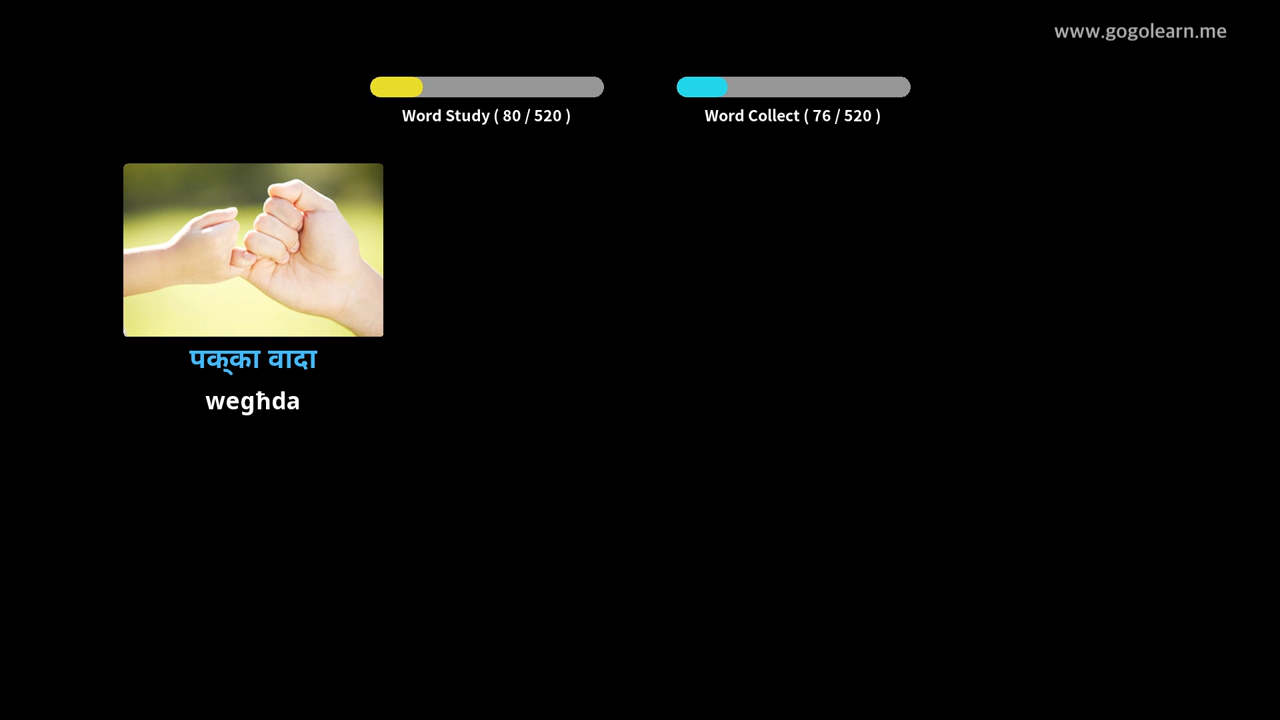 www.gogolearn.me
Word Study ( 80 / 520 )
Word Collect ( 76 / 520 )
पक्‌का वादा
wegħda